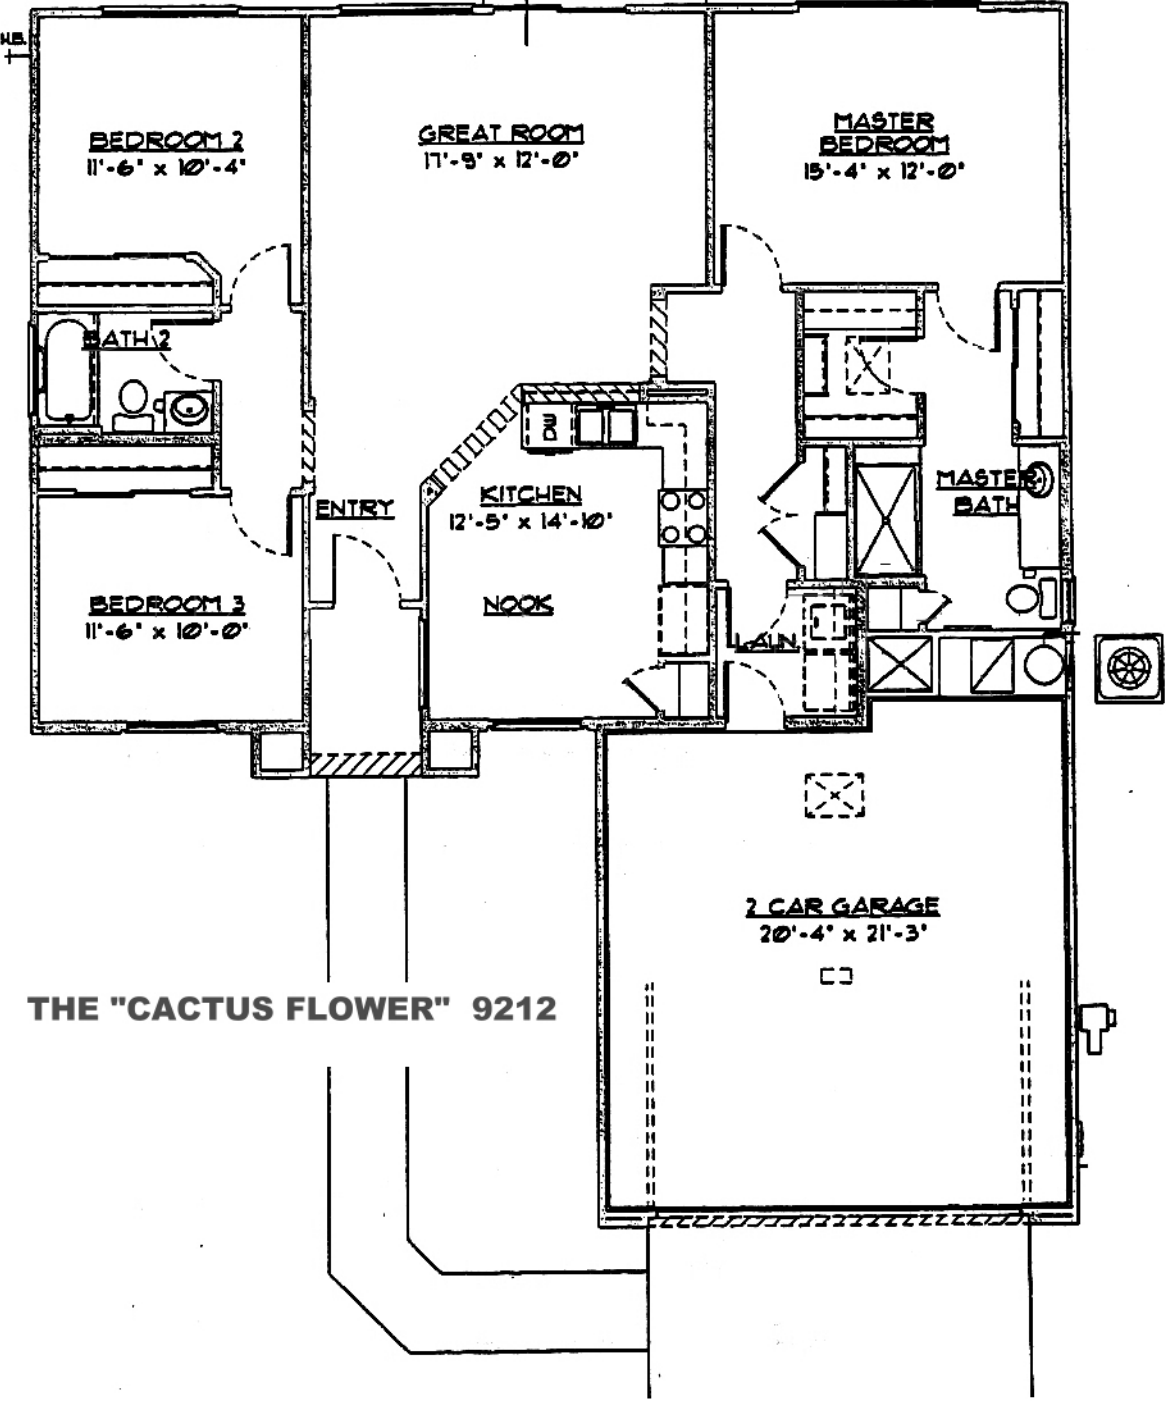 H.B.
BEDROOM 2
11'-6" x 10'-4"
GREAT ROOM
17'-9" x 12'-0"
MASTER
BEDROOM
15'-4" x 12'-0"
BATH 2
DW
ENTRY
KITCHEN
12'-5" x 14'-10"
MASTER
BATH
BEDROOM 3
11'-6" x 10'-0"
NOOK
LAUN.
2 CAR GARAGE
20'-4" x 21'-3"
THE "CACTUS FLOWER" 9212